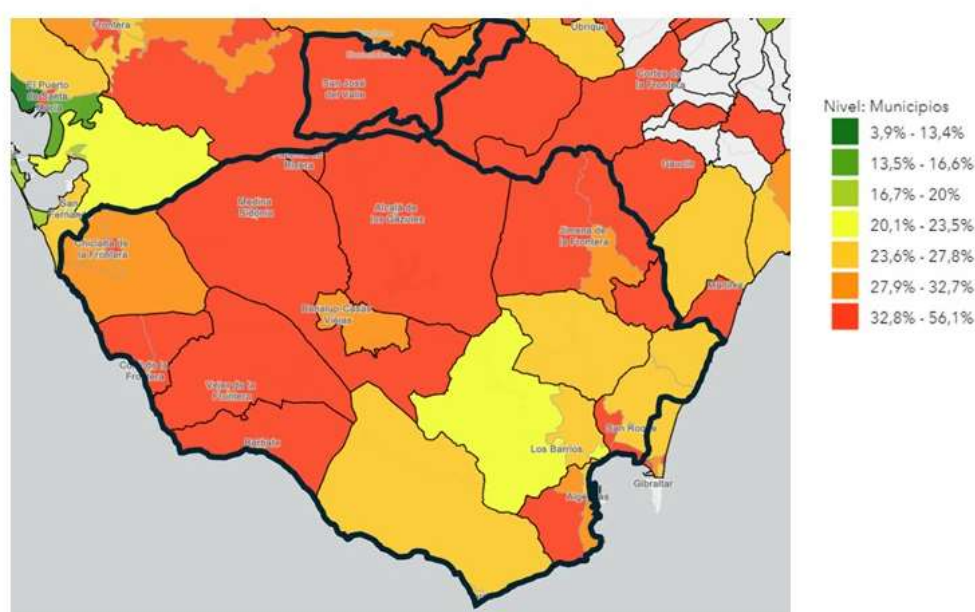 Frontera
Ubrique
El Puerto
de Santa
María
San José
del Valle
Cortes de
la Frontera
Gaucín
San
Fernan
Medina
Sidonia
Alcalá de
los Gazules
Jimena de
la Frontera
Chiclana de
la Frontera
Manilva
Benalup-Casas
Viejas
Conil de la
Frontera
Vejer de la
Frontera
Barbate
San Roque
Los Barrios
Gibraltar
Algeciras
Nivel: Municipios
3,9% - 13,4%
13,5% - 16,6%
16,7% - 20%
20,1% - 23,5%
23,6% - 27,8%
27,9% - 32,7%
32,8% - 56,1%